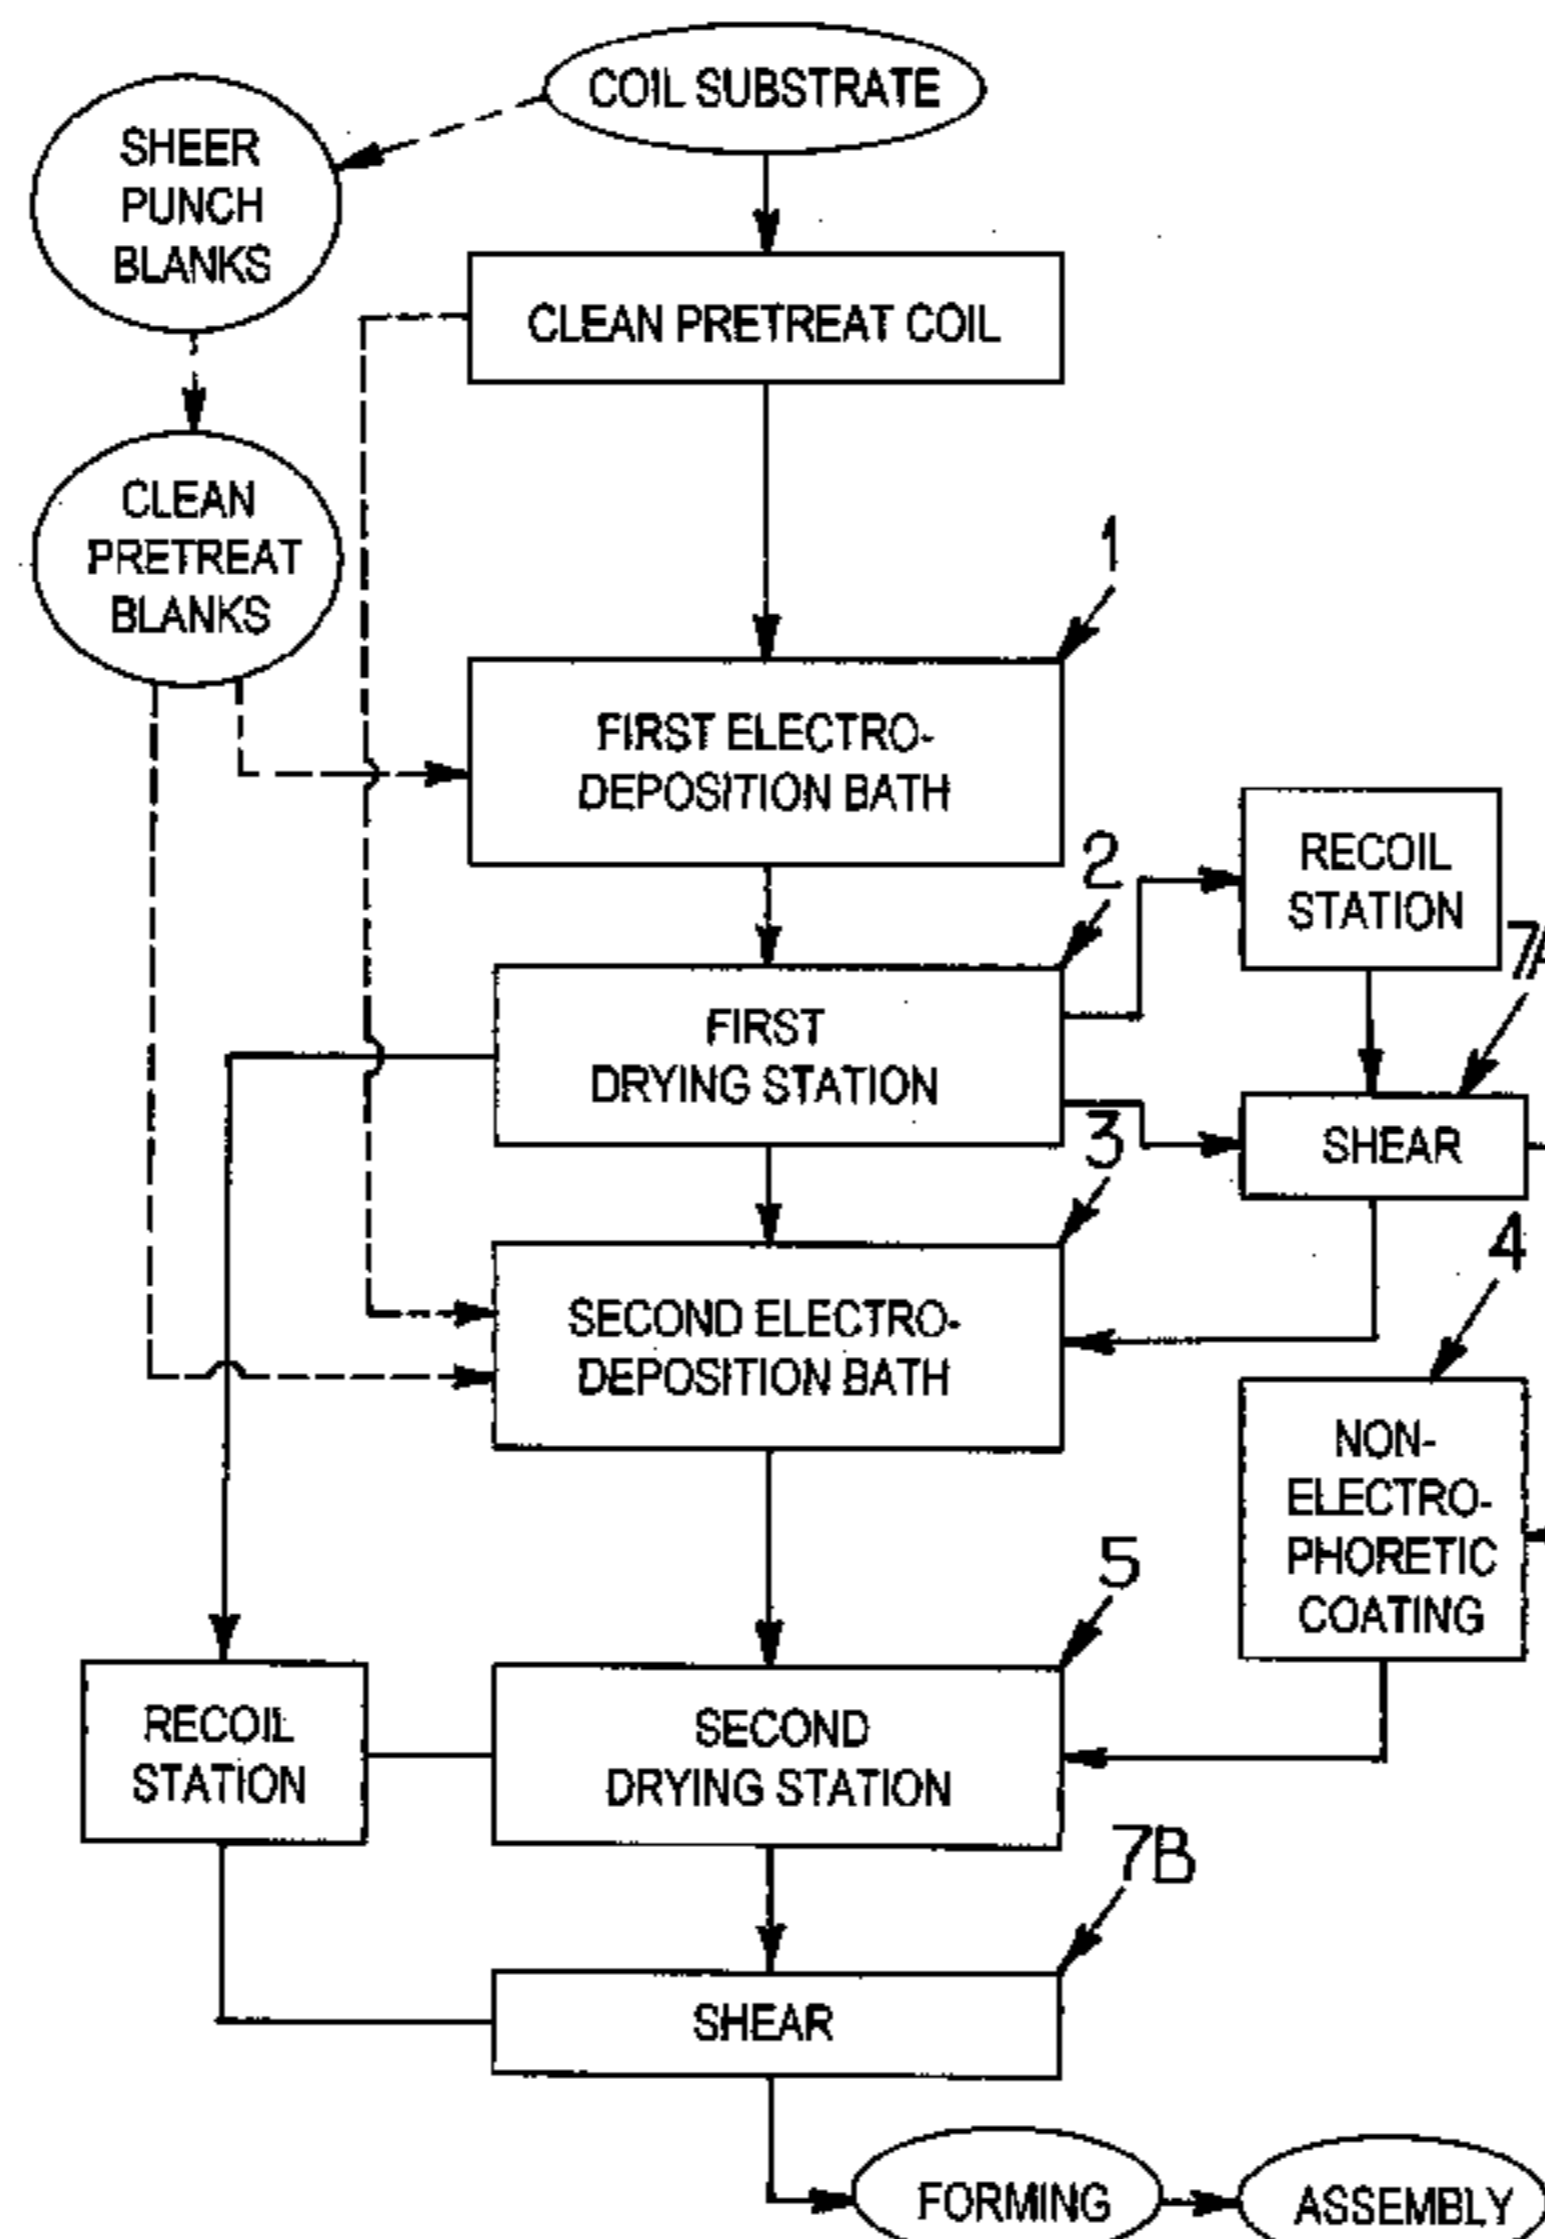 COIL SUBSTRATE
SHEER
PUNCH
BLANKS
CLEAN PRETREAT COIL
CLEAN
PRETREAT
BLANKS
1
FIRST ELECTRO-
DEPOSITION BATH
2
RECOIL
STATION
7A
FIRST
DRYING STATION
3
SHEAR
4
SECOND ELECTRO-
DEPOSITION BATH
NON-
ELECTRO-
PHORETIC
COATING
5
RECOIL
STATION
SECOND
DRYING STATION
7B
SHEAR
FORMING
ASSEMBLY